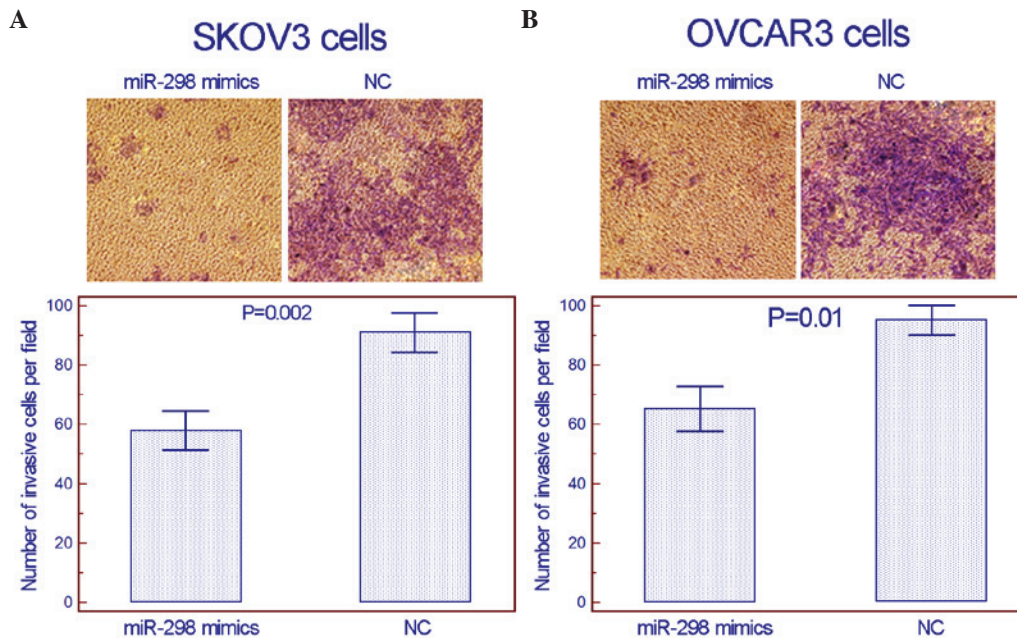 A
SKOV3 cells
miR-298 mimics NC
P=0.002
Number of invasive cells per field
100
80
60
40
20
0
miR-298 mimics NC
B
OVCAR3 cells
miR-298 mimics NC
P=0.01
Number of invasive cells per field
100
80
60
40
20
0
miR-298 mimics NC